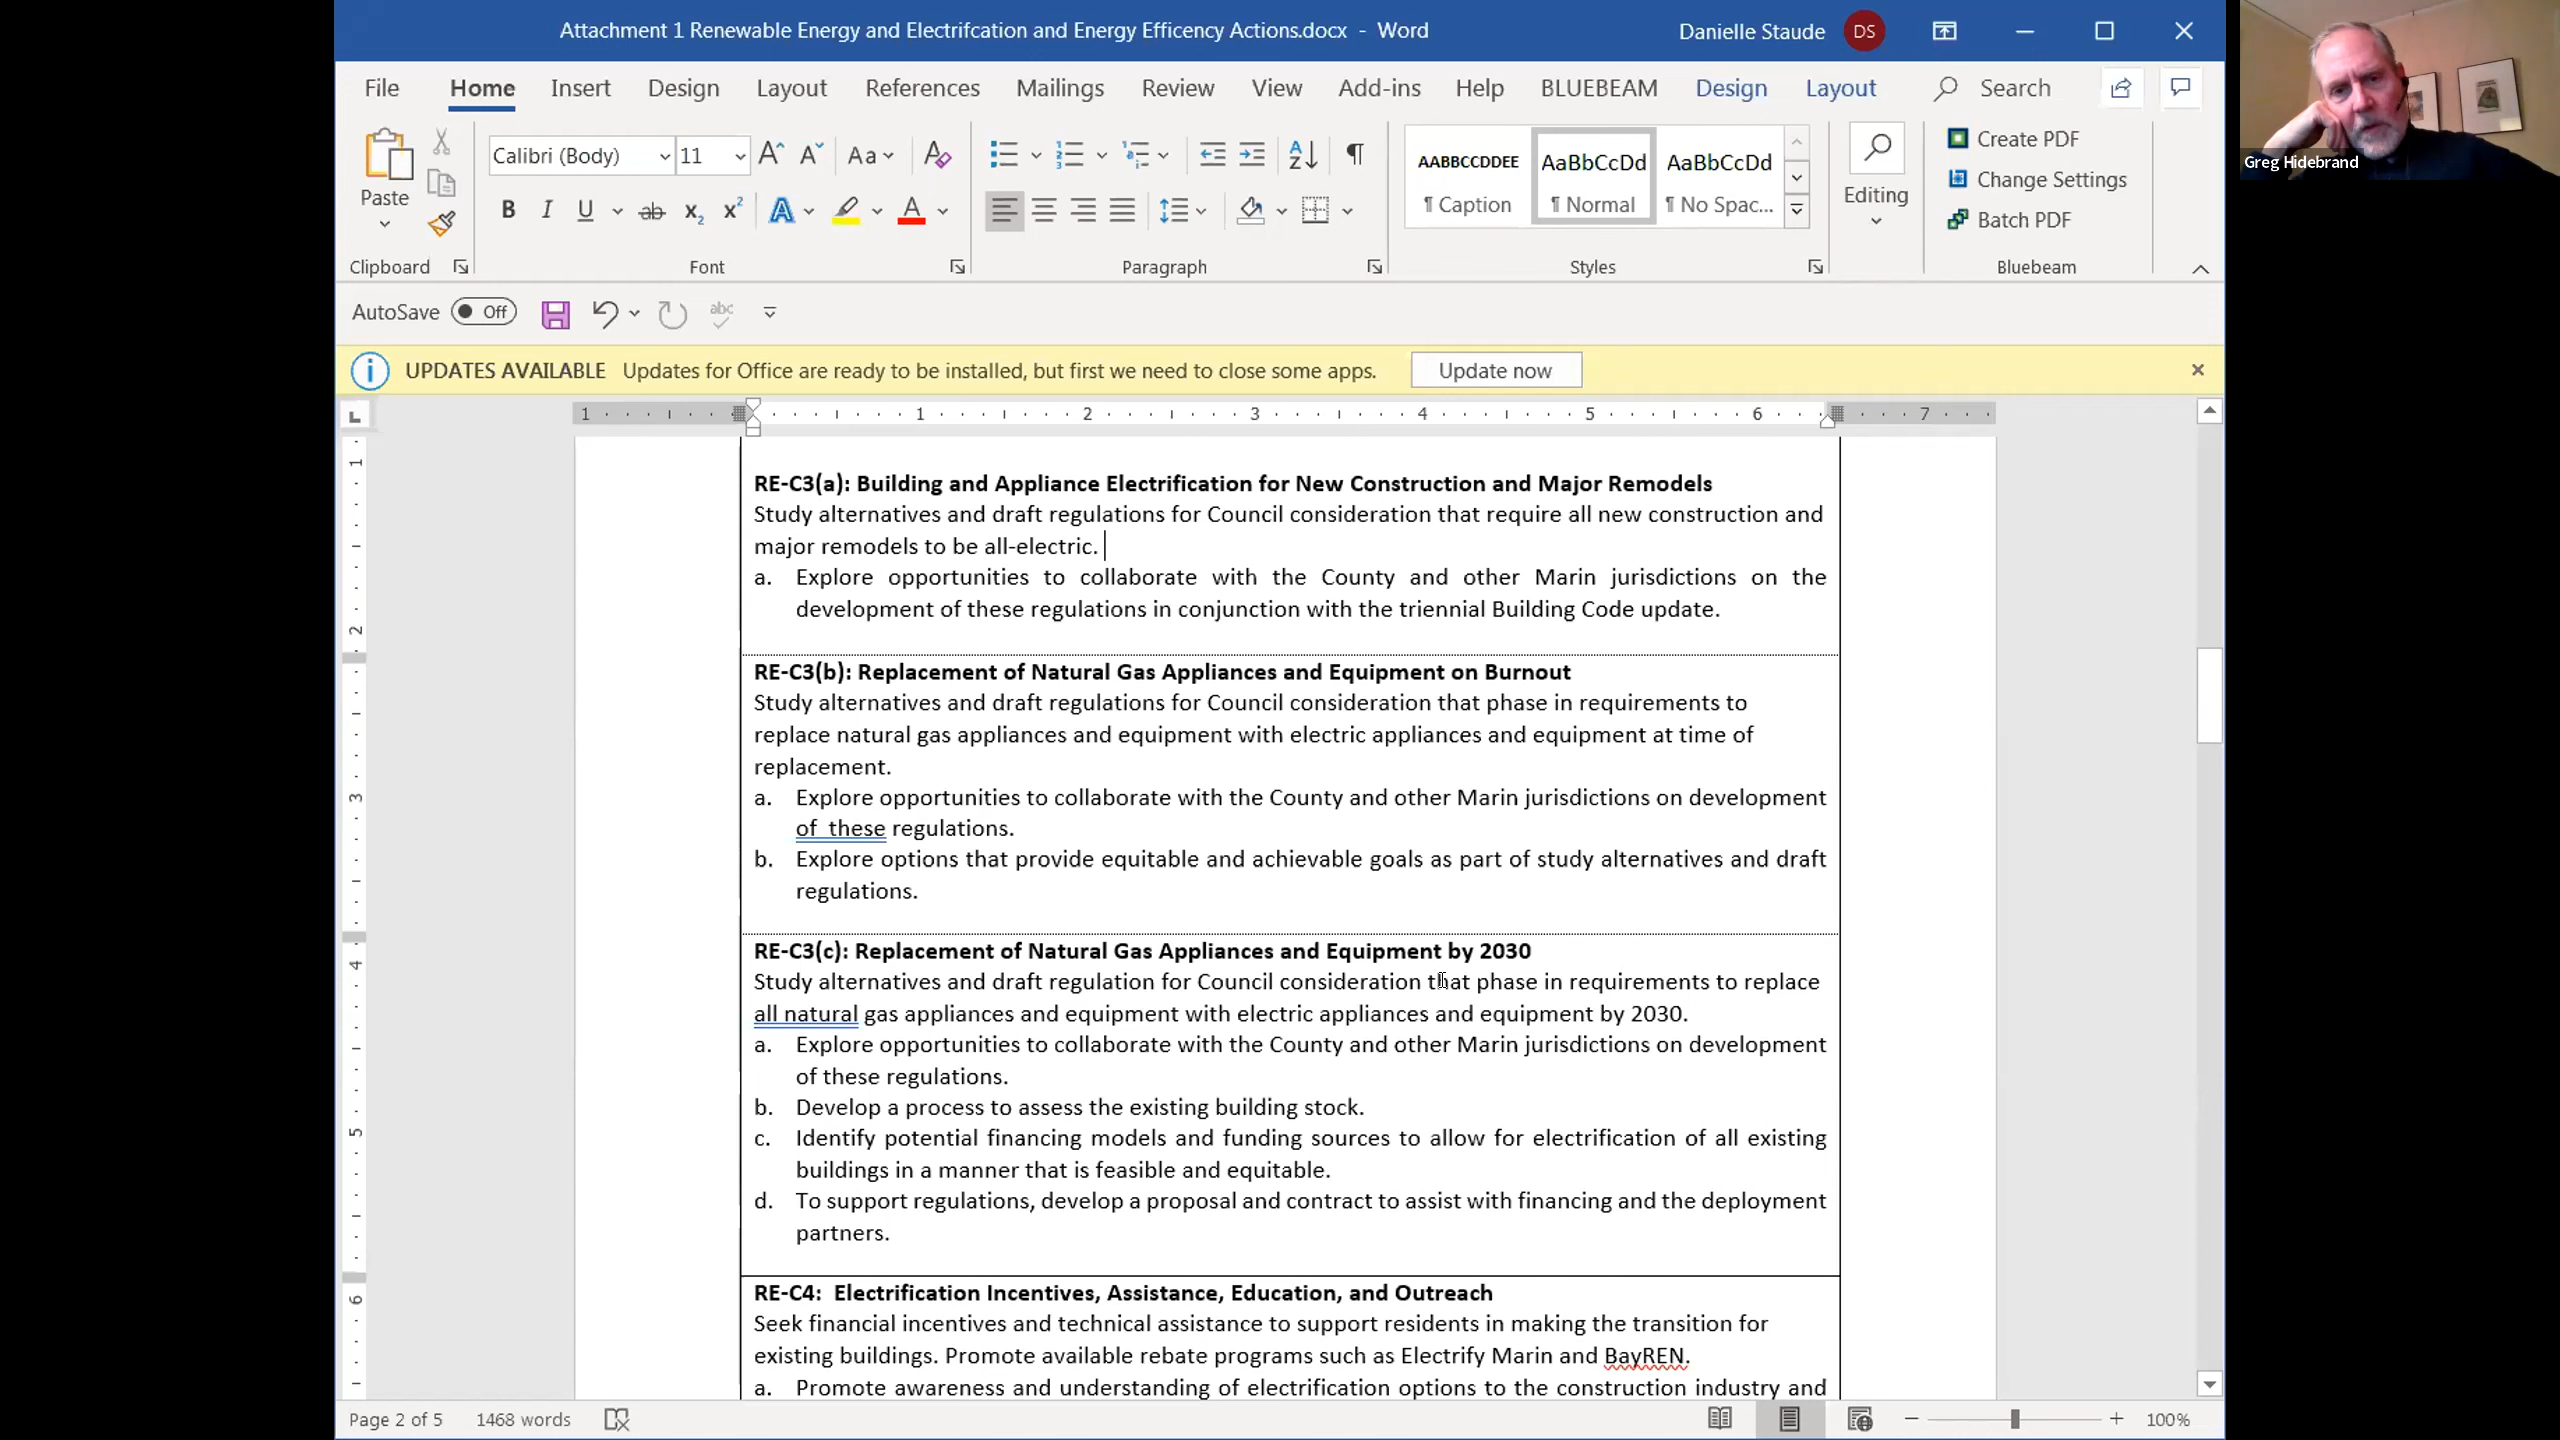 Attachment 1 Renewable Energy and Electrifcation and Energy Efficency Actions.docx - Word
Danielle Staude DS
File Home Insert Design Layout References Mailings Review View Add-ins Help BLUEBEAM Design Layout Search
Paste
Calibri (Body) 11
Aa
AABBCCDDEE AaBbCcDd AaBbCcDd
¶ Caption ¶ Normal ¶ No Spac...
Editing
Create PDF
Change Settings
Batch PDF
Clipboard Font Paragraph Styles Bluebeam
AutoSave Off
UPDATES AVAILABLE Updates for Office are ready to be installed, but first we need to close some apps. Update now
1 1 2 3 4 5 6 7
RE-C3(a): Building and Appliance Electrification for New Construction and Major Remodels
Study alternatives and draft regulations for Council consideration that require all new construction and
major remodels to be all-electric.
a. Explore opportunities to collaborate with the County and other Marin jurisdictions on the
development of these regulations in conjunction with the triennial Building Code update.
RE-C3(b): Replacement of Natural Gas Appliances and Equipment on Burnout
Study alternatives and draft regulations for Council consideration that phase in requirements to
replace natural gas appliances and equipment with electric appliances and equipment at time of
replacement.
a. Explore opportunities to collaborate with the County and other Marin jurisdictions on development
of  these regulations.
b. Explore options that provide equitable and achievable goals as part of study alternatives and draft
regulations.
RE-C3(c): Replacement of Natural Gas Appliances and Equipment by 2030
Study alternatives and draft regulation for Council consideration that phase in requirements to replace
all natural gas appliances and equipment with electric appliances and equipment by 2030.
a. Explore opportunities to collaborate with the County and other Marin jurisdictions on development
of these regulations.
b. Develop a process to assess the existing building stock.
c. Identify potential financing models and funding sources to allow for electrification of all existing
buildings in a manner that is feasible and equitable.
d. To support regulations, develop a proposal and contract to assist with financing and the deployment
partners.
RE-C4:  Electrification Incentives, Assistance, Education, and Outreach
Seek financial incentives and technical assistance to support residents in making the transition for
existing buildings. Promote available rebate programs such as Electrify Marin and BayREN.
a. Promote awareness and understanding of electrification options to the construction industry and
Page 2 of 5 1468 words 100%
Greg Hidebrand